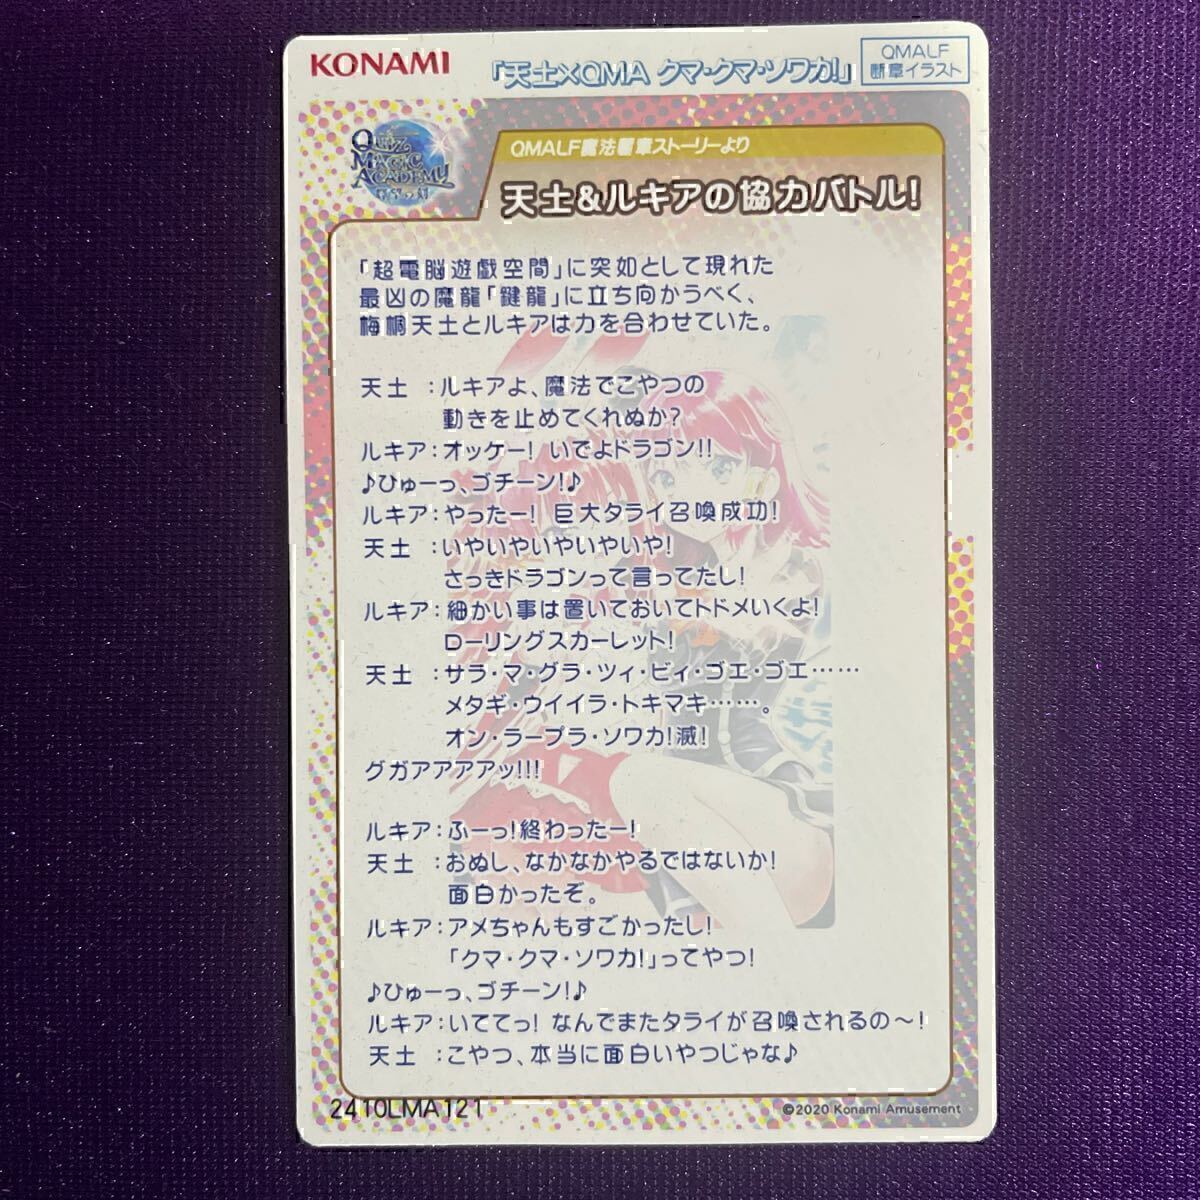 KONAMI
「天土×QMA クマ・クマ・ソワカ!」
QMALF
断章イラスト
QUIZ
MAGIC
ACADEMY
QMALF魔法断章ストーリーより
天土&ルキアの協力バトル!
「超電脳遊戯空間」に突如として現れた
最凶の魔龍「鍵龍」に立ち向かうべく、
梅桐天土とルキアは力を合わせていた。
天土 :ルキアよ、魔法でこやつの
動きを止めてくれぬか?
ルキア:オッケー! いでよドラゴン!!
♪ひゅーっ、ゴチーン!♪
ルキア:やったー! 巨大タライ召喚成功!
天土 :いやいやいやいやいや!
さっきドラゴンって言ってたし!
ルキア:細かい事は置いておいてトドメいくよ!
ローリングスカーレット!
天土 :サラ・マ・グラ・ツィ・ビィ・ゴエ・ゴエ……
メタギ・ウイイラ・トキマキ……。
オン・ラープラ・ソワカ!滅!
グガアアアアッ!!!
ルキア:ふーっ!終わったー!
天土 :おぬし、なかなかやるではないか!
面白かったぞ。
ルキア:アメちゃんもすごかったし!
「クマ・クマ・ソワカ!」ってやつ!
♪ひゅーっ、ゴチーン!♪
ルキア:いててっ! なんでまたタライが召喚されるの〜!
天土 :こやつ、本当に面白いやつじゃな♪
2410LMA121
©2020 Konami Amusement